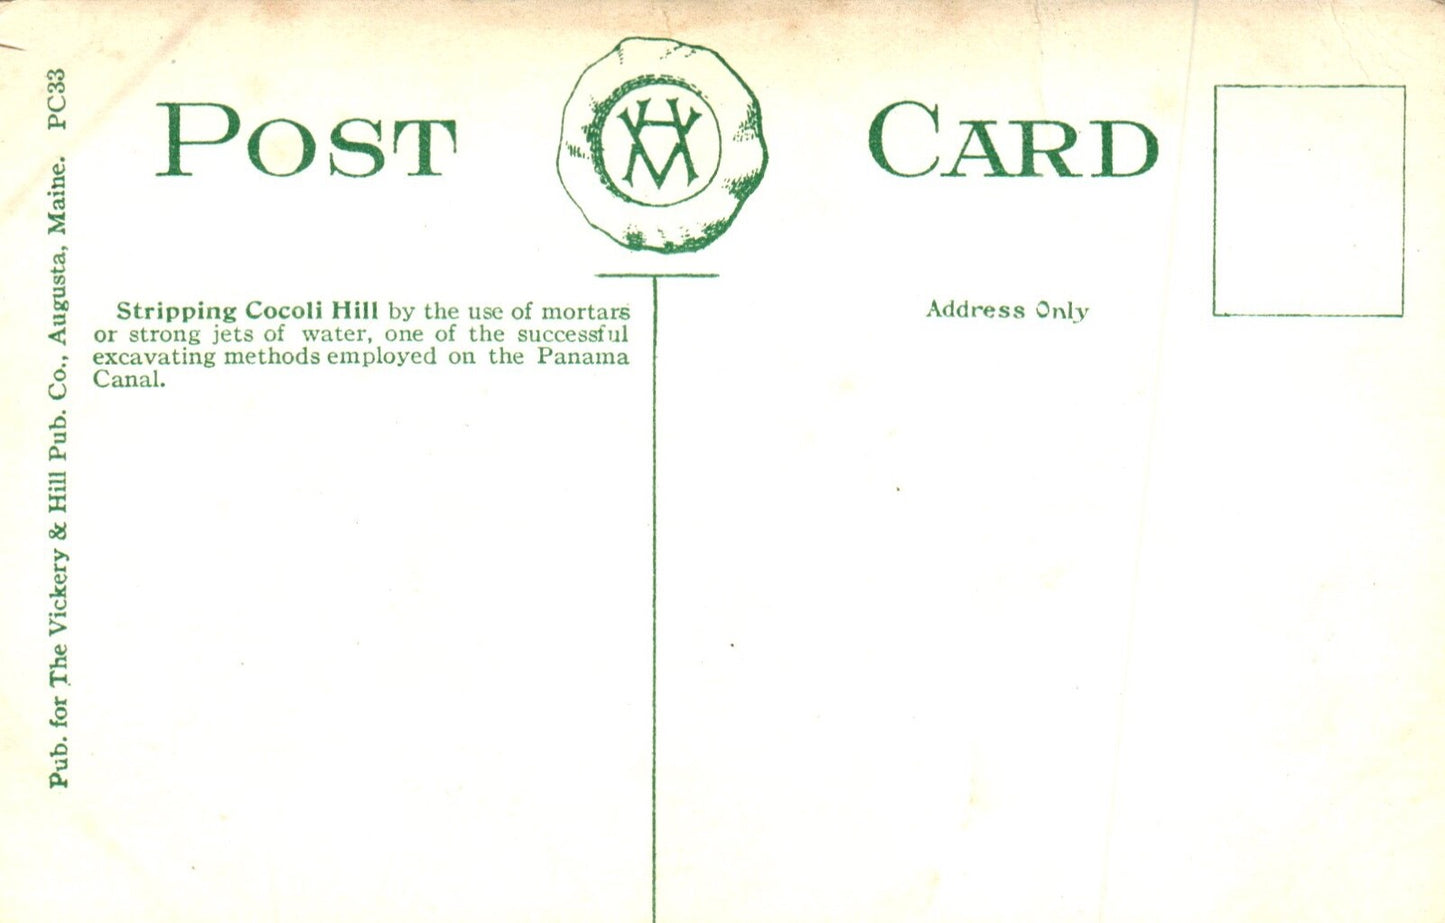 POST CARD
Stripping Cocoli Hill by the use of mortars
or strong jets of water, one of the successful
excavating methods employed on the Panama
Canal.
Address Only
Pub. for The Vickery & Hill Pub. Co., Augusta, Maine. PC33